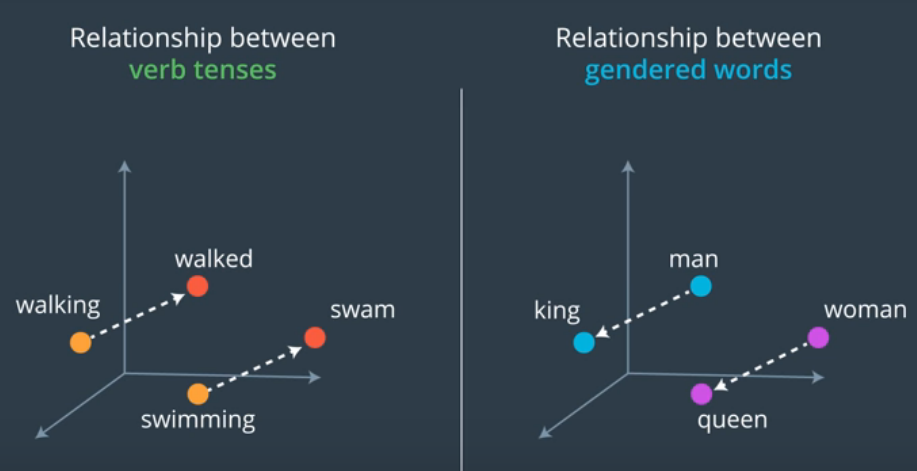 Relationship between
verb tenses
walked
walking
swam
swimming
Relationship between
gendered words
man
king
woman
queen